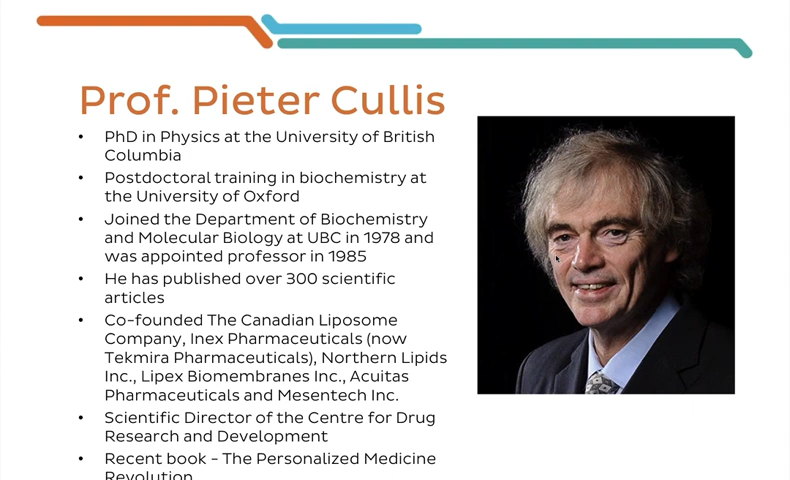 Prof. Pieter Cullis
• PhD in Physics at the University of British
Columbia
• Postdoctoral training in biochemistry at
the University of Oxford
• Joined the Department of Biochemistry
and Molecular Biology at UBC in 1978 and
was appointed professor in 1985
• He has published over 300 scientific
articles
• Co-founded The Canadian Liposome
Company, Inex Pharmaceuticals (now
Tekmira Pharmaceuticals), Northern Lipids
Inc., Lipex Biomembranes Inc., Acuitas
Pharmaceuticals and Mesentech Inc.
• Scientific Director of the Centre for Drug
Research and Development
• Recent book - The Personalized Medicine
Revolution